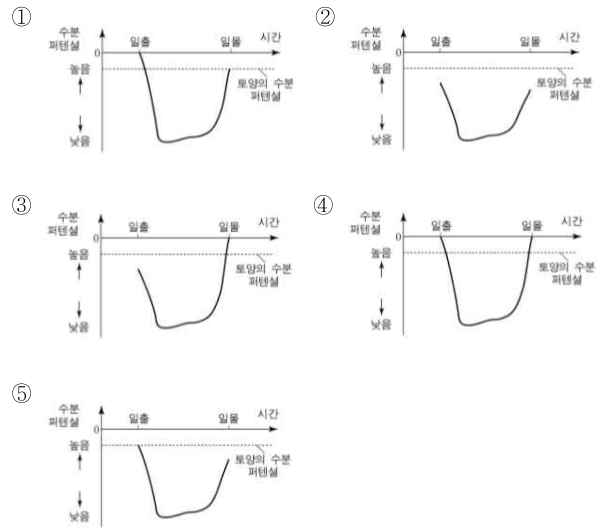 ①
수분
퍼텐셜
일출
일몰
시간
0
높음
토양의 수분
퍼텐셜
낮음
②
수분
퍼텐셜
일출
일몰
시간
0
높음
토양의 수분
퍼텐셜
낮음
③
수분
퍼텐셜
일출
일몰
시간
0
높음
토양의 수분
퍼텐셜
낮음
④
수분
퍼텐셜
일출
일몰
시간
0
높음
토양의 수분
퍼텐셜
낮음
⑤
수분
퍼텐셜
일출
일몰
시간
0
높음
토양의 수분
퍼텐셜
낮음